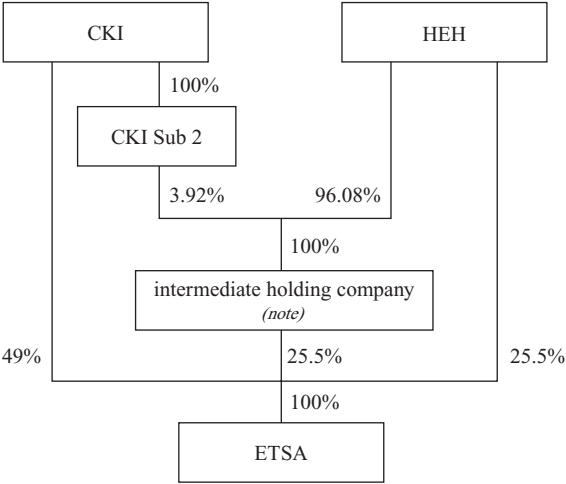 CKI
HEH
100%
CKI Sub 2
3.92%
96.08%
100%
intermediate holding company
(note)
49%
25.5%
25.5%
100%
ETSA